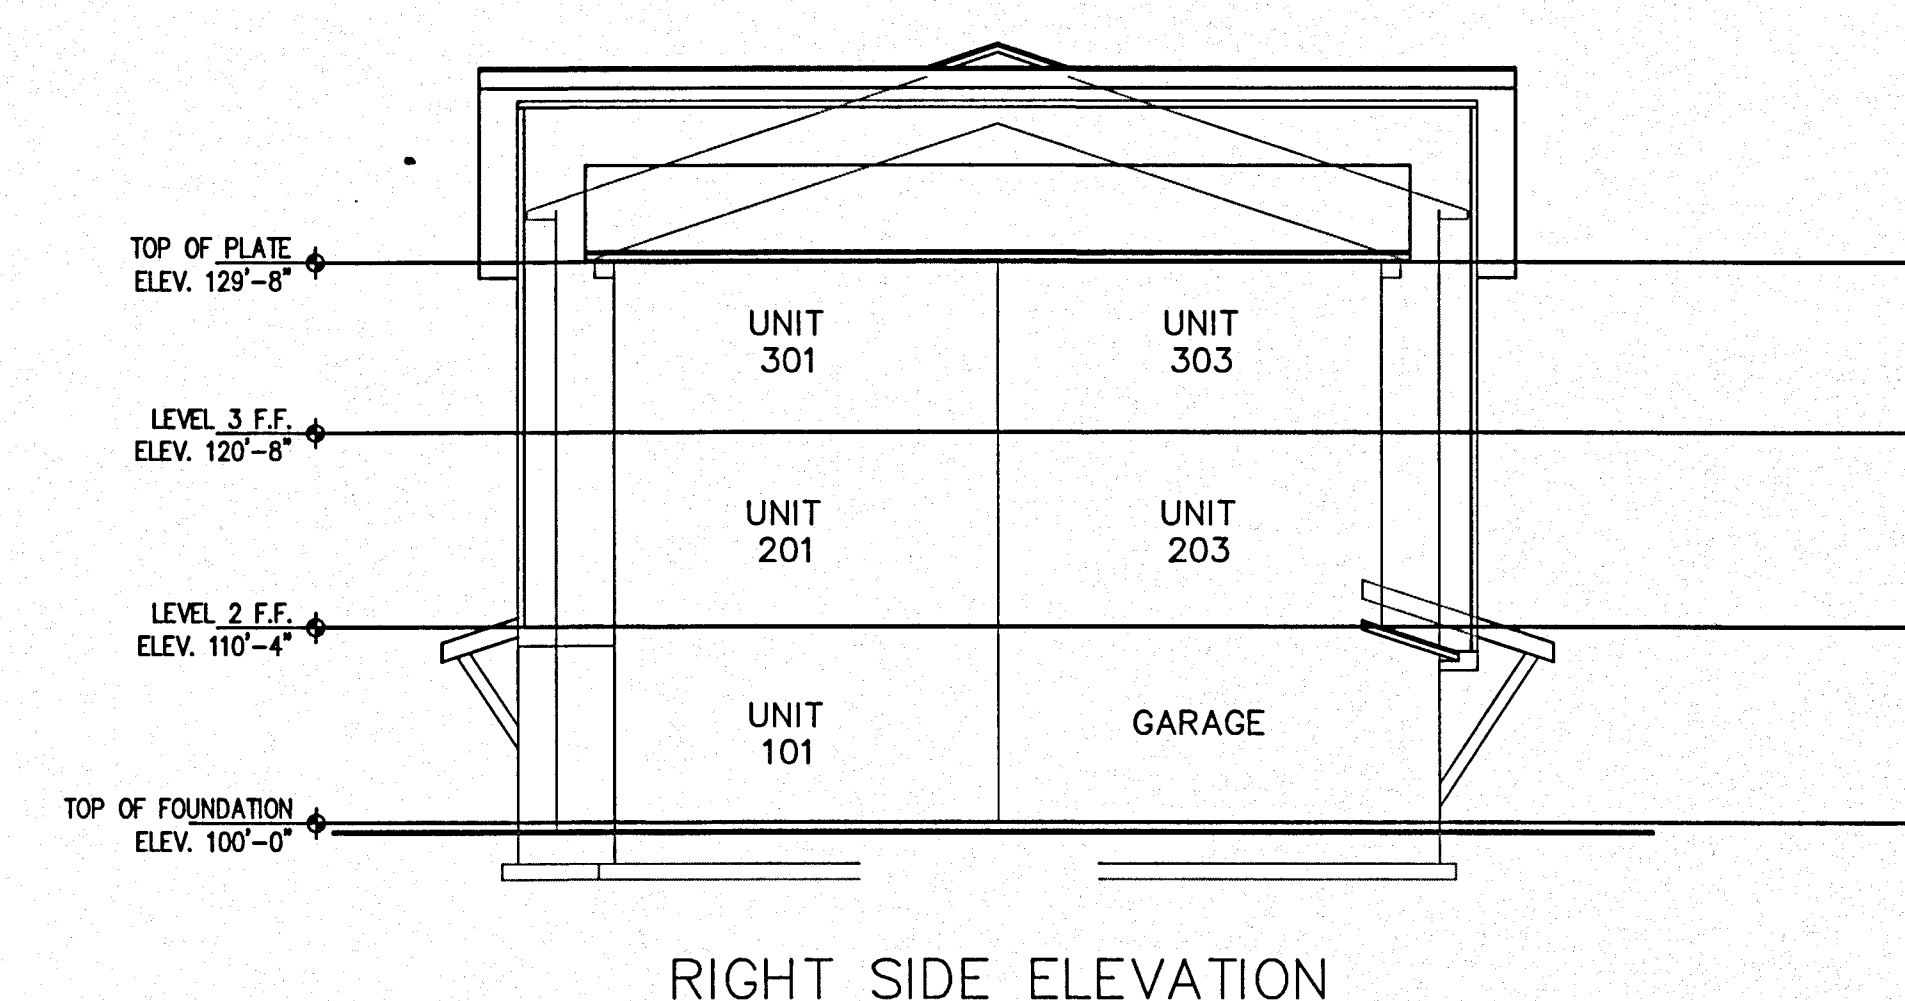 TOP OF PLATE
ELEV. 129'-8"
UNIT
301
UNIT
303
LEVEL 3 F.F.
ELEV. 120'-8"
UNIT
201
UNIT
203
LEVEL 2 F.F.
ELEV. 110'-4"
UNIT
101
GARAGE
TOP OF FOUNDATION
ELEV. 100'-0"
RIGHT SIDE ELEVATION